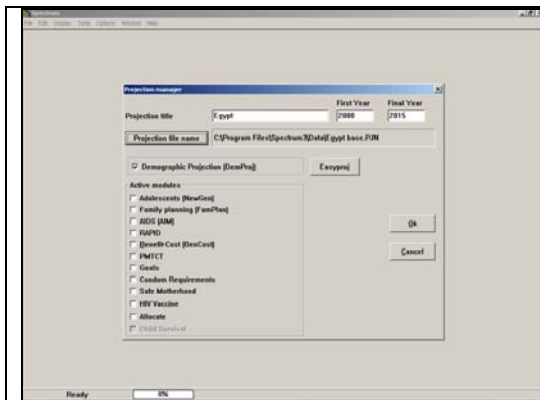 Spectrum
File Edit Display Tools Options Window Help
Projection manager
First Year Final Year
Projection title Egypt 2000 2015
Projection file name C:\Program Files\Spectrum3\Data\Egypt base.PJN
Demographic Projection (DemProj) Easyproj
Active modules
Adolescents (NewGen)
Family planning (FamPlan)
AIDS (AIM)
RAPID
Benefit-Cost (BenCost)
PMTCT
Goals
Condom Requirements
Safe Motherhood
HIV Vaccine
Allocate
Child Survival
Ok
Cancel
Ready 0%